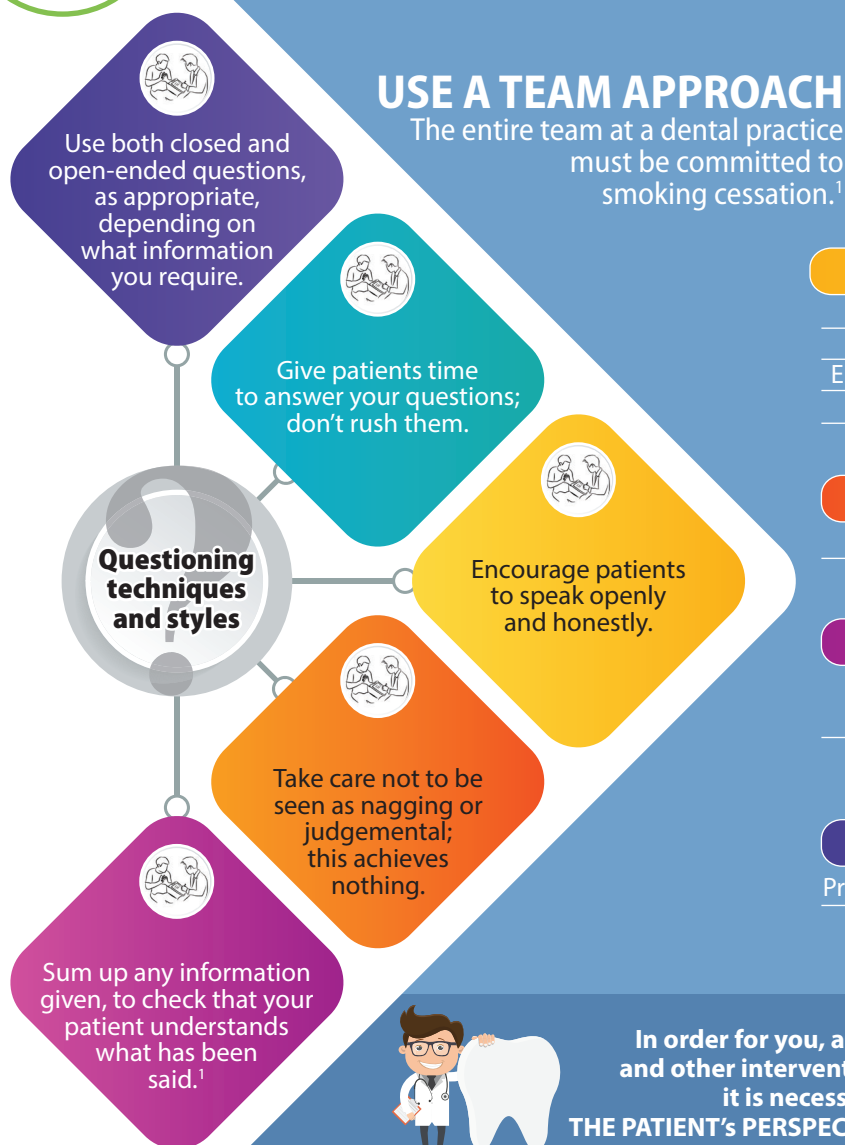 Use both closed and
open-ended questions,
as appropriate,
depending on
what information
you require.
Give patients time
to answer your questions;
don’t rush them.
Encourage patients
to speak openly
and honestly.
Questioning
techniques
and styles
Take care not to be
seen as nagging or
judgemental;
this achieves
nothing.
Sum up any information
given, to check that your
patient understands
what has been
said.¹
USE A TEAM APPROACH
The entire team at a dental practice
must be committed to
smoking cessation.¹
E
Pr
In order for you, a
and other intervent
it is necess
THE PATIENT’s PERSPEC